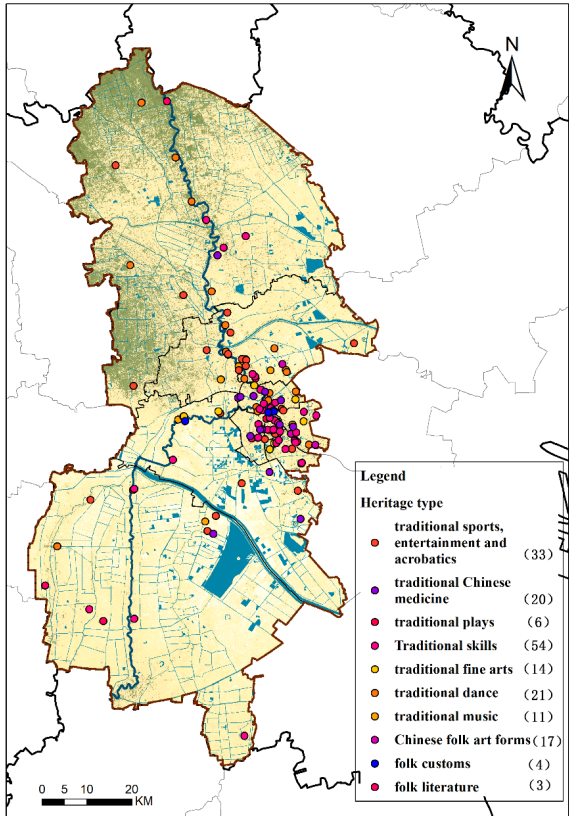 N
Legend
Heritage type
traditional sports,
entertainment and
acrobatics (33)
traditional Chinese
medicine (20)
traditional plays (6)
Traditional skills (54)
traditional fine arts (14)
traditional dance (21)
traditional music (11)
Chinese folk art forms (17)
folk customs (4)
folk literature (3)
0 5 10 20
KM